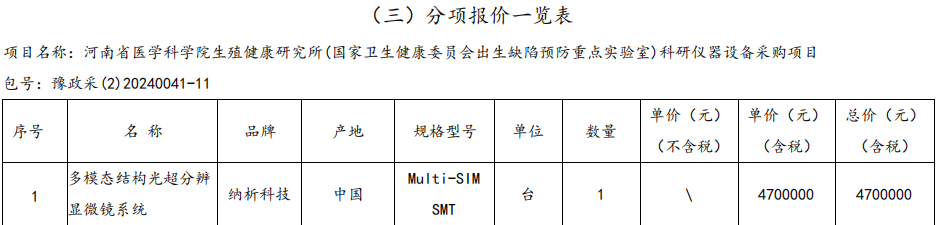 （三）分项报价一览表
项目名称：河南省医学科学院生殖健康研究所(国家卫生健康委员会出生缺陷预防重点实验室)科研仪器设备采购项目
包号：豫政采(2)20240041-11
序号 名 称 品牌 产地 规格型号 单位 数量 单价（元）（不含税） 单价（元）（含税） 总价（元）（含税）
1 多模态结构光超分辨显微镜系统 纳析科技 中国 Multi-SIM SMT 台 1 \ 4700000 4700000